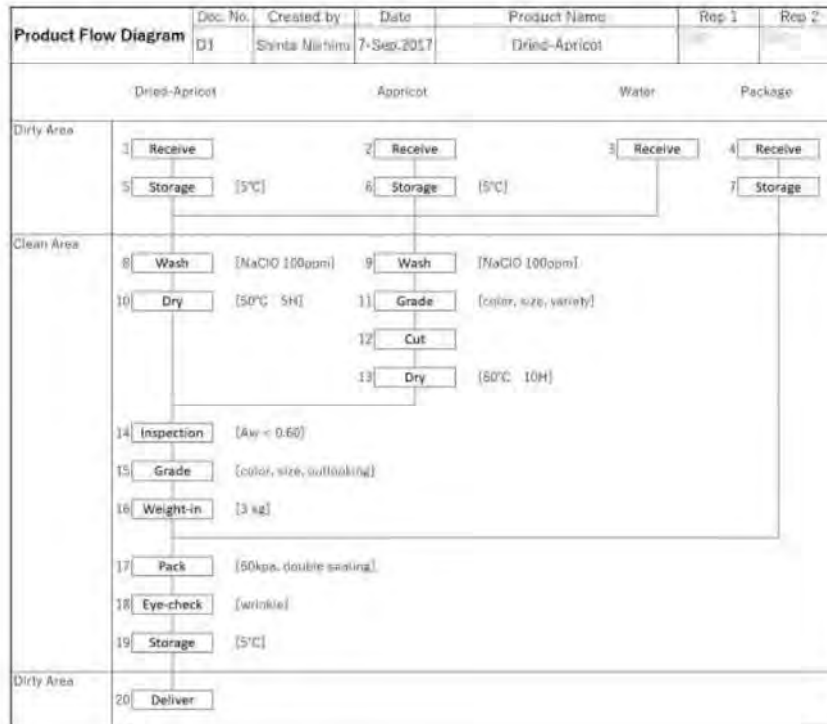 Product Flow Diagram
Doc. No. Created by Date Product Name Rep 1 Rep 2
D1 Shinta 7-Sep.2017 Dried-Apricot
Dried-Apricot Appricot Water Package
Dirty Area
1 Receive 2 Receive 3 Receive 4 Receive
5 Storage [5℃] 6 Storage [5℃] 7 Storage
Clean Area
8 Wash [NaClO 100ppm] 9 Wash [NaClO 100ppm]
10 Dry [50℃ 5H] 11 Grade [color, size, variety]
12 Cut
13 Dry [60℃ 10H]
14 Inspection [Aw < 0.60)
15 Grade [color, size, outlooking]
16 Weight-in [3 kg]
17 Pack [60kpa, double sealing]
18 Eye-check [wrinkle]
19 Storage [5℃]
Dirty Area
20 Deliver